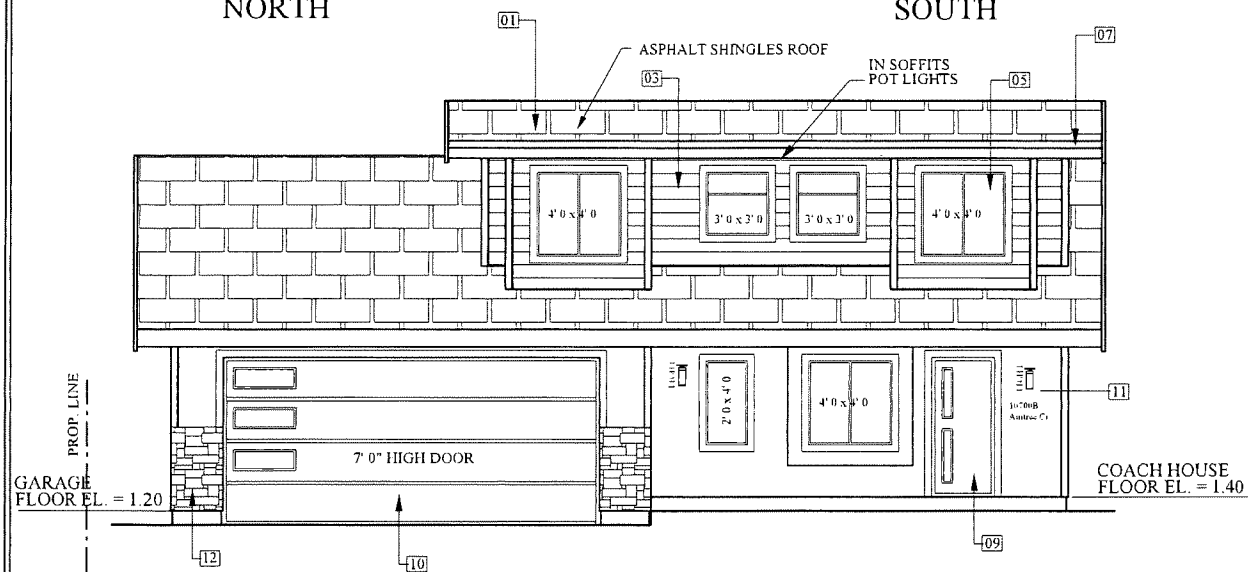 NORTH
SOUTH
01
ASPHALT SHINGLES ROOF
07
IN SOFFITS
POT LIGHTS
03
05
4' 0 x 4' 0
3' 0 x 3' 0
3' 0 x 3' 0
4' 0 x 4' 0
PROP. LINE
2' 0 x 4' 0
4' 0 x 4' 0
11
7' 0" HIGH DOOR
GARAGE
FLOOR EL. = 1.20
COACH HOUSE
FLOOR EL. = 1.40
12
10
09